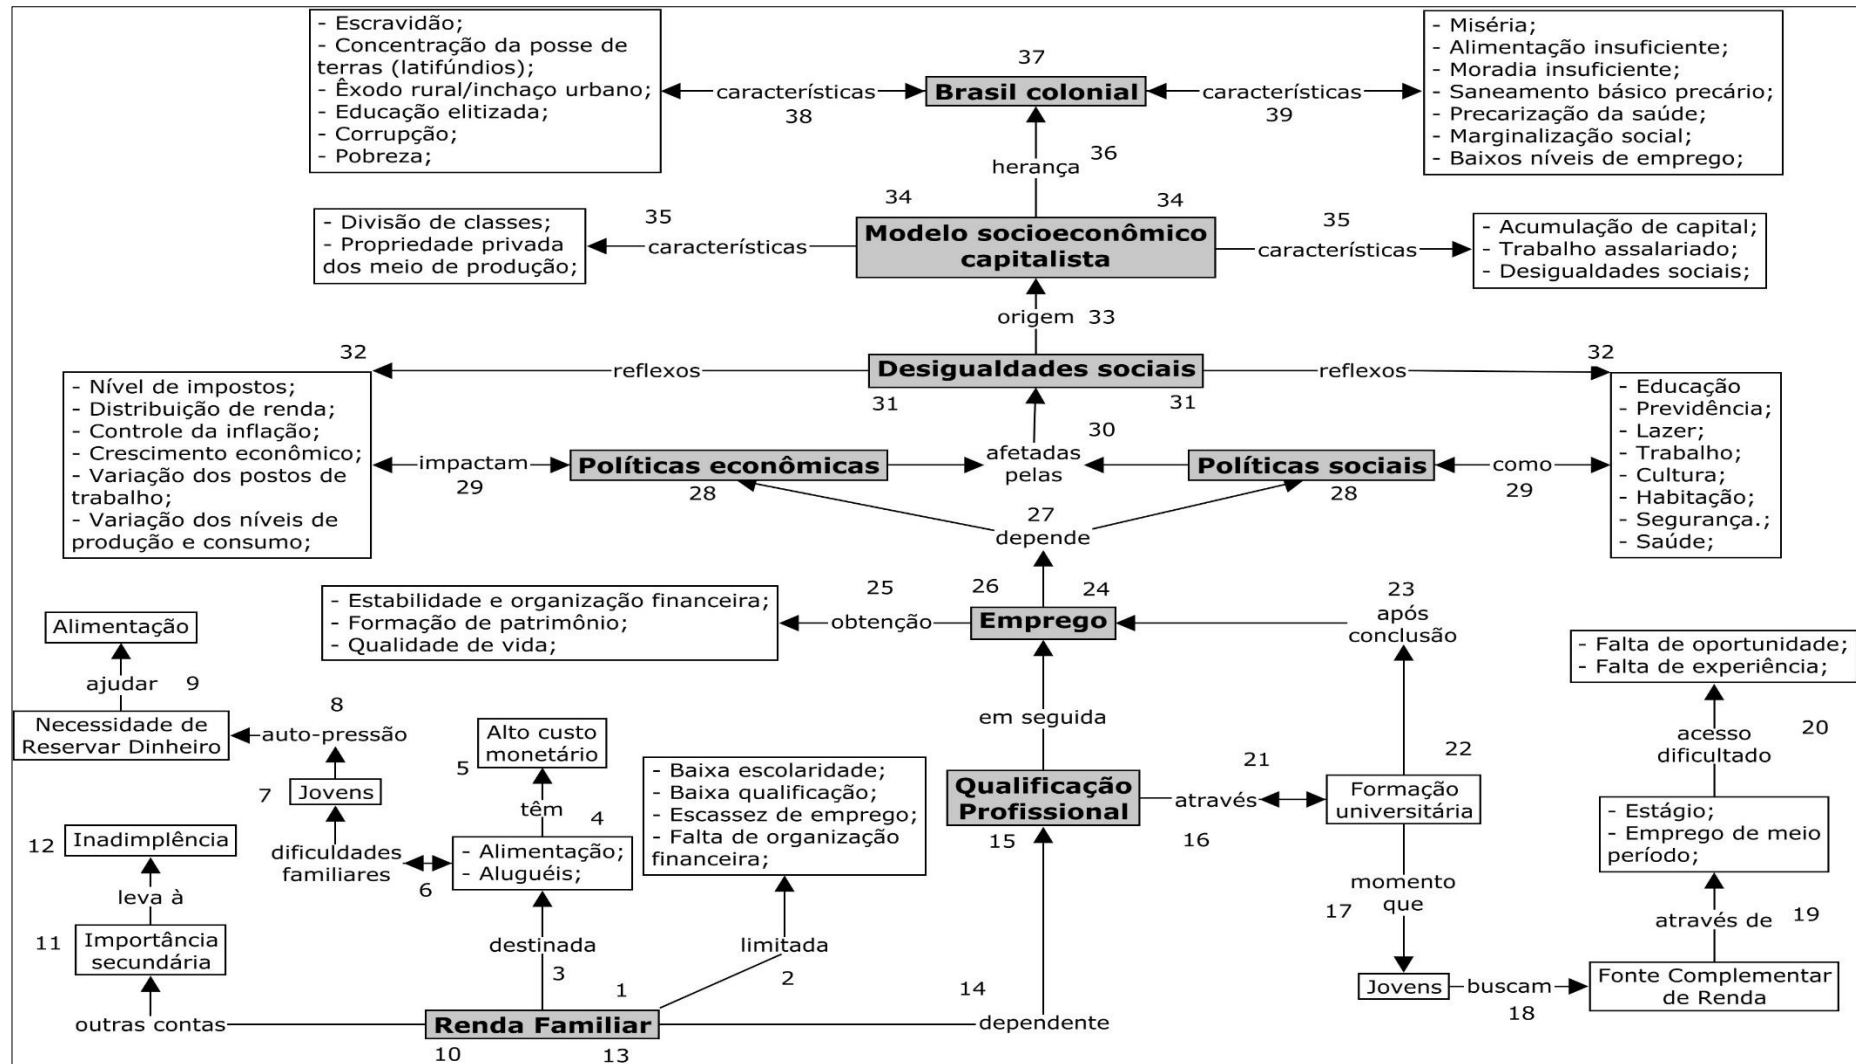 - Escravidão;
- Concentração da posse de
terras (latifúndios);
- Êxodo rural/inchaço urbano;
- Educação elitizada;
- Corrupção;
- Pobreza;
características
38
37
Brasil colonial
características
39
- Miséria;
- Alimentação insuficiente;
- Moradia insuficiente;
- Saneamento básico precário;
- Precarização da saúde;
- Marginalização social;
- Baixos níveis de emprego;
36
herança
- Divisão de classes;
- Propriedade privada
dos meio de produção;
35
características
34
34
Modelo socioeconômico
capitalista
35
características
- Acumulação de capital;
- Trabalho assalariado;
- Desigualdades sociais;
origem
33
32
reflexos
Desigualdades sociais
31
31
reflexos
32
- Nível de impostos;
- Distribuição de renda;
- Controle da inflação;
- Crescimento econômico;
- Variação dos postos de
trabalho;
- Variação dos níveis de
produção e consumo;
impactam
29
Políticas econômicas
28
30
afetadas
pelas
Políticas sociais
28
como
29
- Educação
- Previdência;
- Lazer;
- Trabalho;
- Cultura;
- Habitação;
- Segurança.;
- Saúde;
27
depende
- Estabilidade e organização financeira;
- Formação de patrimônio;
- Qualidade de vida;
25
obtenção
26
24
Emprego
23
após
conclusão
Alimentação
ajudar
9
Necessidade de
Reservar Dinheiro
8
auto-pressão
7
Jovens
dificuldades
familiares
6
Alto custo
monetário
5
têm
4
- Alimentação;
- Aluguéis;
- Baixa escolaridade;
- Baixa qualificação;
- Escassez de emprego;
- Falta de organização
financeira;
em seguida
Qualificação
Profissional
15
21
através
16
22
Formação
universitária
- Falta de oportunidade;
- Falta de experiência;
20
acesso
dificultado
- Estágio;
- Emprego de meio
período;
momento
que
17
através de
19
Jovens
buscam
18
Fonte Complementar
de Renda
12
Inadimplência
leva à
11
Importância
secundária
outras contas
destinada
3
limitada
2
1
Renda Familiar
10
13
14
dependente